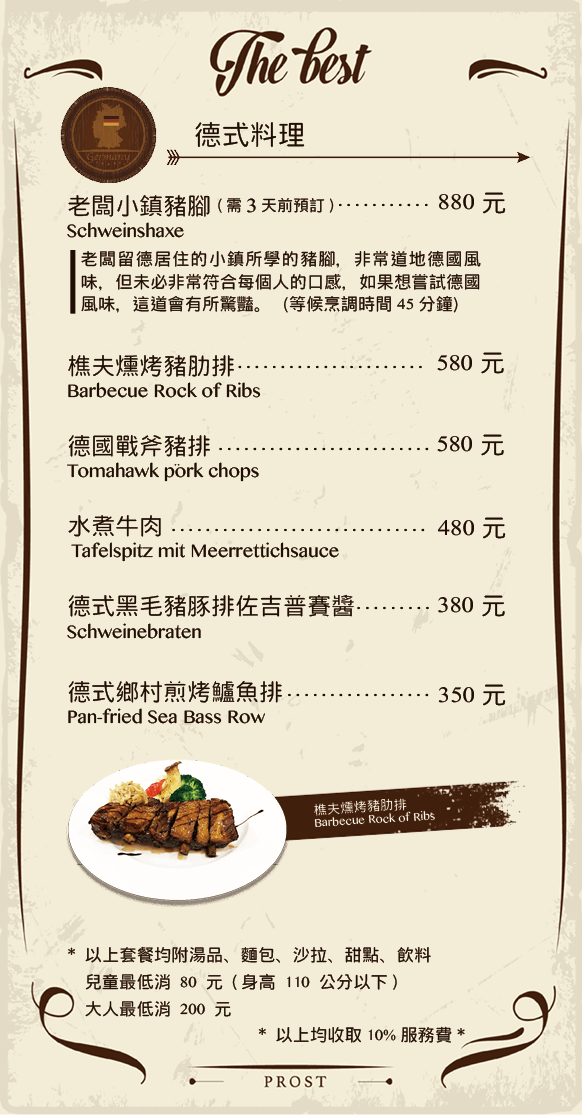 The best
Germany
德式料理
老闆小鎮豬腳(需 3 天前預訂)··········· 880 元
Schweinshaxe
老闆留德居住的小鎮所學的豬腳，非常道地德國風
味，但未必非常符合每個人的口感，如果想嘗試德國
風味，這道會有所驚豔。（等候烹調時間 45 分鐘）
樵夫燻烤豬肋排······················ 580 元
Barbecue Rock of Ribs
德國戰斧豬排 ························· 580 元
Tomahawk pork chops
水煮牛肉 ······························ 480 元
Tafelspitz mit Meerrettichsauce
德式黑毛豬豚排佐吉普賽醬········· 380 元
Schweinebraten
德式鄉村煎烤鱸魚排················· 350 元
Pan-fried Sea Bass Row
樵夫燻烤豬肋排
Barbecue Rock of Ribs
* 以上套餐均附湯品、麵包、沙拉、甜點、飲料
兒童最低消 80 元（身高 110 公分以下）
大人最低消 200 元
* 以上均收取 10% 服務費 *
PROST